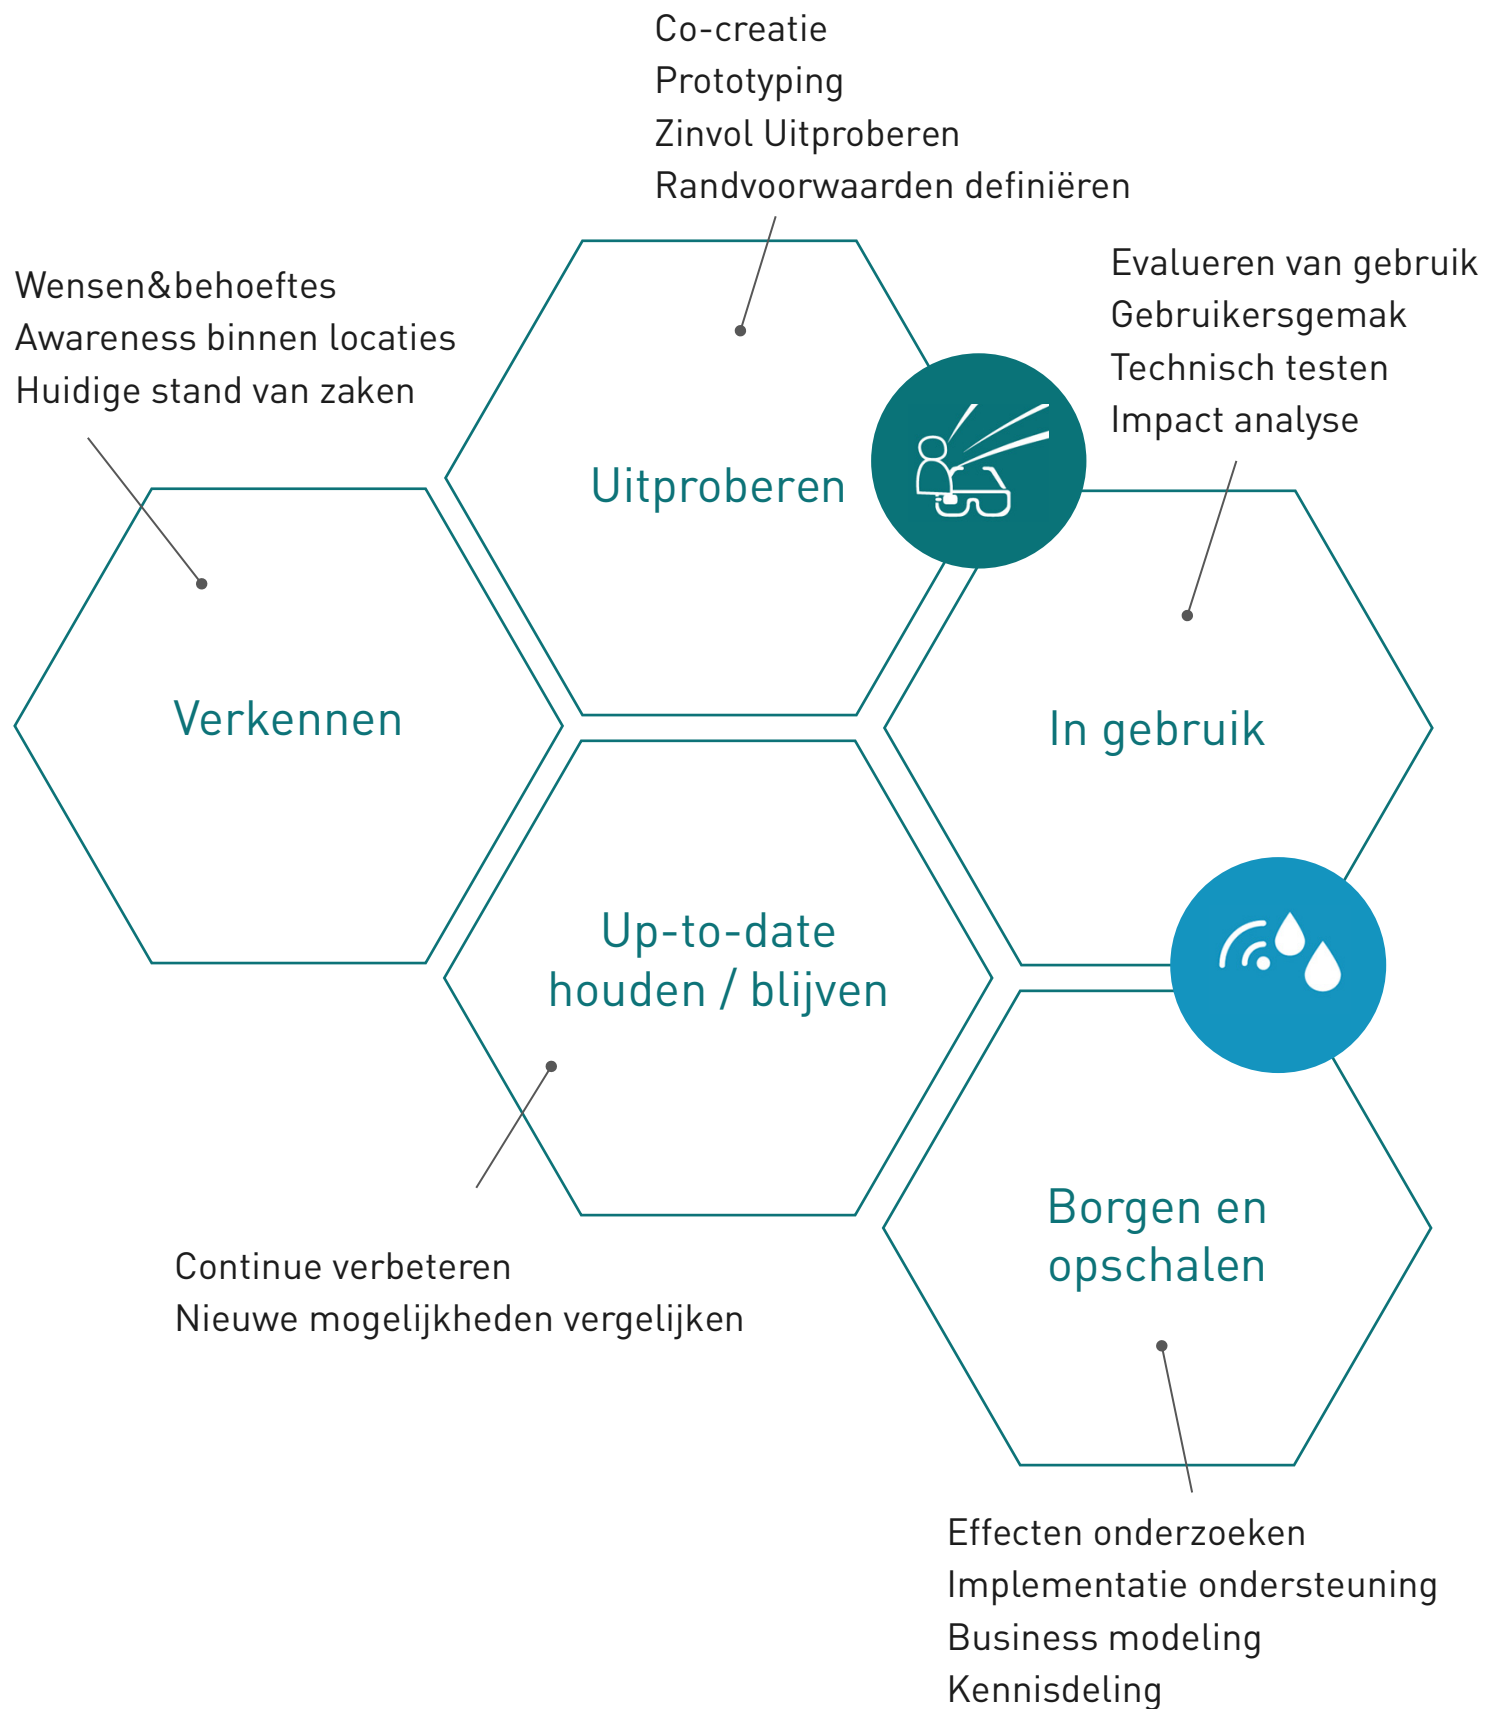 Co-creatie
Prototyping
Zinvol Uitproberen
Randvoorwaarden definiëren
Wensen&behoeftes
Awareness binnen locaties
Huidige stand van zaken
Evalueren van gebruik
Gebruikersgemak
Technisch testen
Impact analyse
Uitproberen
Verkennen
In gebruik
Up-to-date
houden / blijven
Borgen en
opschalen
Continue verbeteren
Nieuwe mogelijkheden vergelijken
Effecten onderzoeken
Implementatie ondersteuning
Business modeling
Kennisdeling